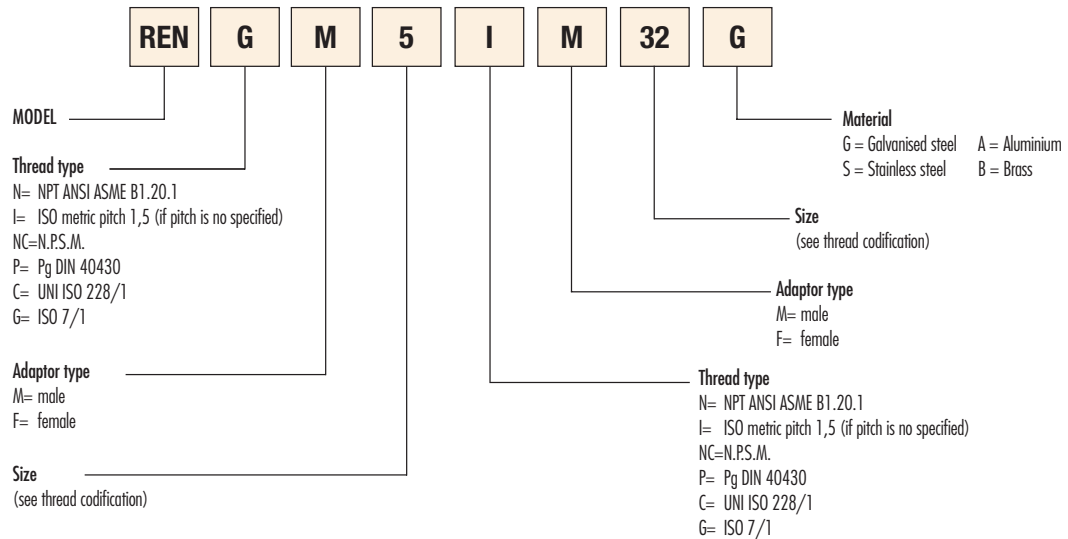 REN G M 5 I M 32 G
MODEL
Thread type
N= NPT ANSI ASME B1.20.1
I= ISO metric pitch 1,5 (if pitch is no specified)
NC=N.P.S.M.
P= Pg DIN 40430
C= UNI ISO 228/1
G= ISO 7/1
Adaptor type
M= male
F= female
Size
(see thread codification)
Material
G = Galvanised steel A = Aluminium
S = Stainless steel B = Brass
Size
(see thread codification)
Adaptor type
M= male
F= female
Thread type
N= NPT ANSI ASME B1.20.1
I= ISO metric pitch 1,5 (if pitch is no specified)
NC=N.P.S.M.
P= Pg DIN 40430
C= UNI ISO 228/1
G= ISO 7/1